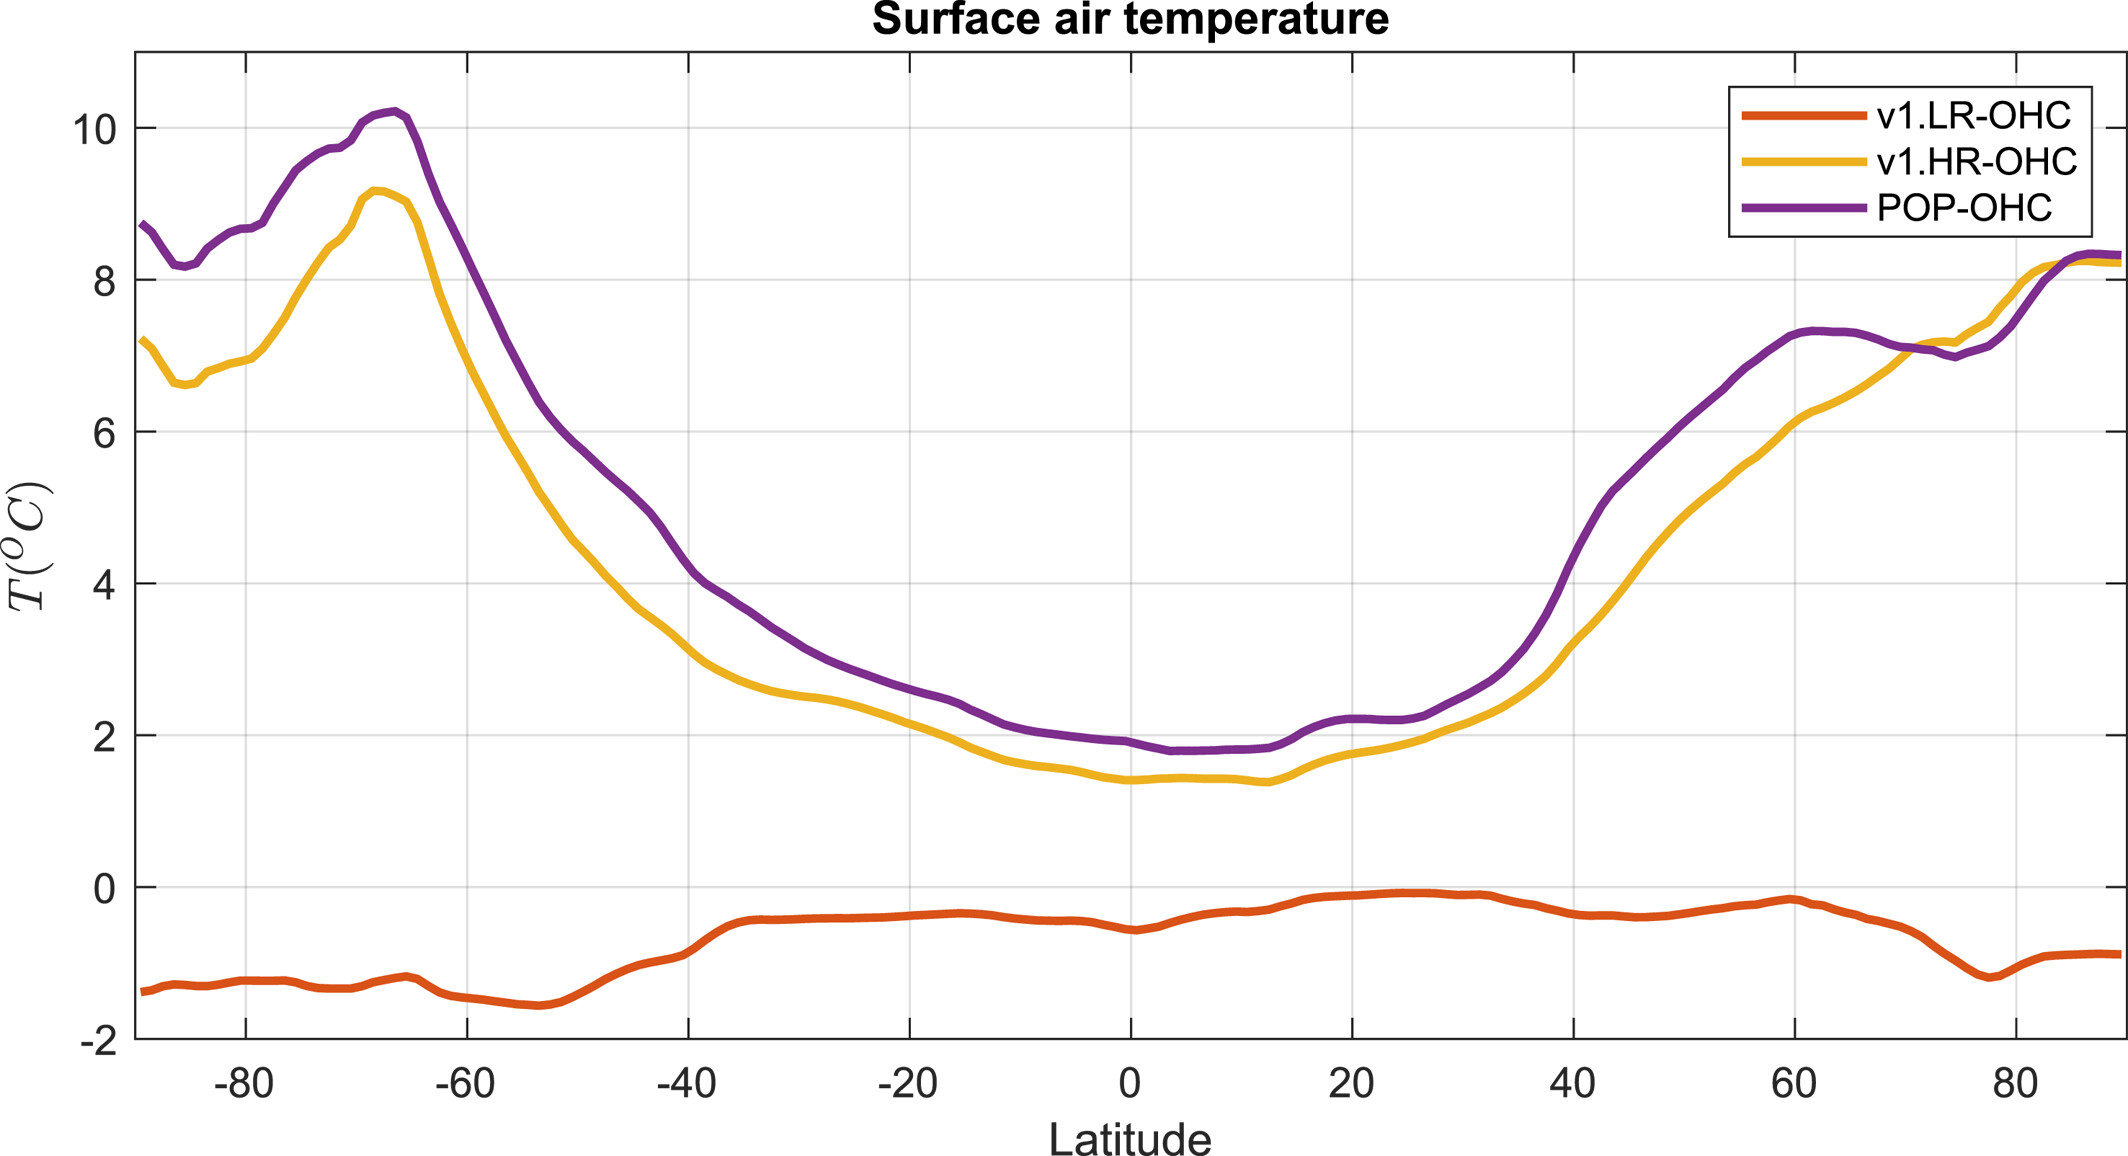 Surface air temperature
v1.LR-OHC
v1.HR-OHC
POP-OHC
10
8
6
4
2
0
-2
T(°C)
-80 -60 -40 -20 0 20 40 60 80
Latitude